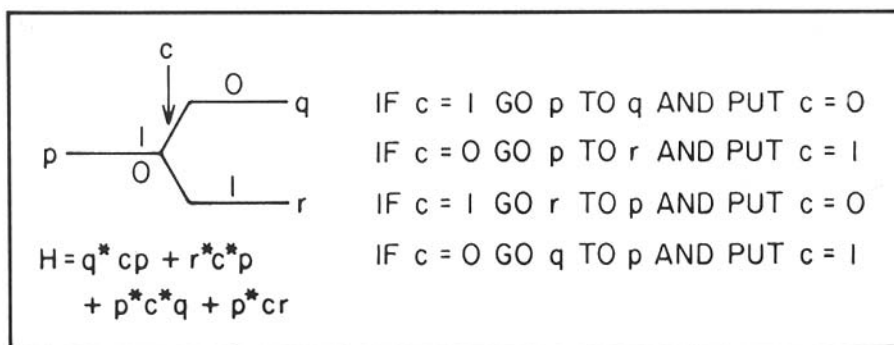 c
O
q
p
I
O
I
r
H = q* cp + r*c*p
+ p*c*q + p*cr
IF c = I GO p TO q AND PUT c = O
IF c = O GO p TO r AND PUT c = I
IF c = I GO r TO p AND PUT c = O
IF c = O GO q TO p AND PUT c = I